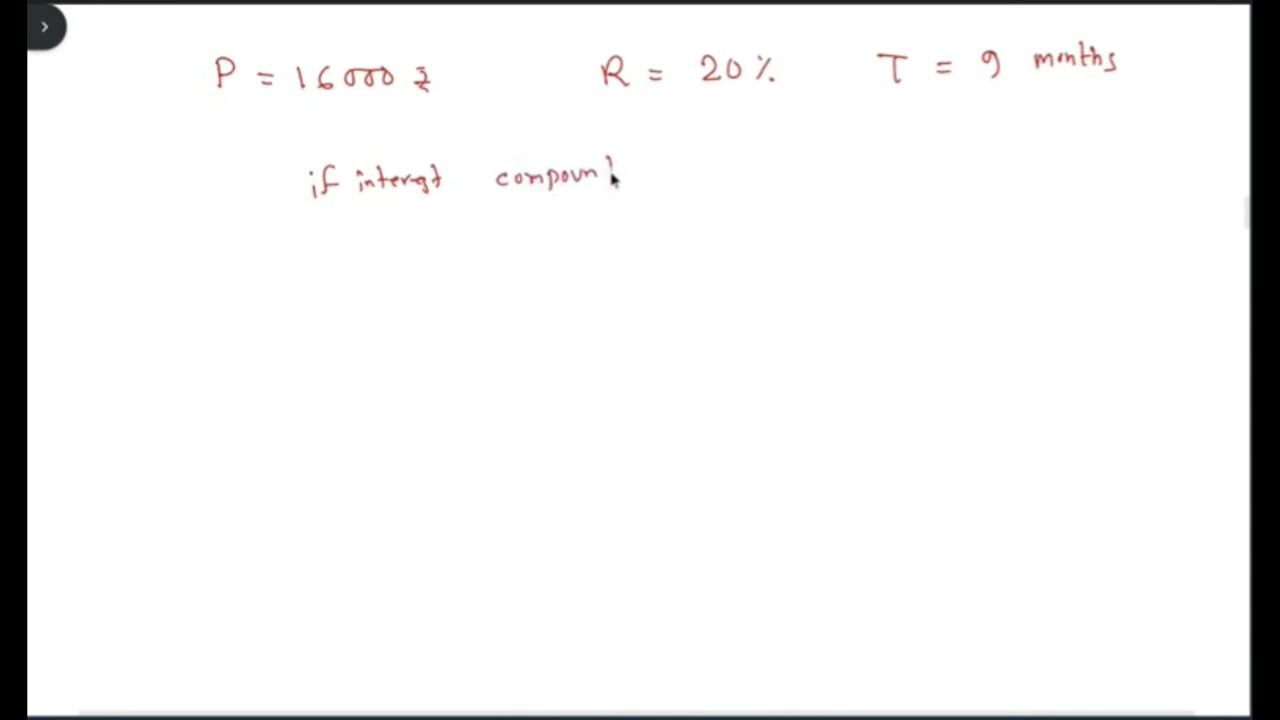 P = 16000 ₹ R = 20 % T = 9 months
if interest compoun